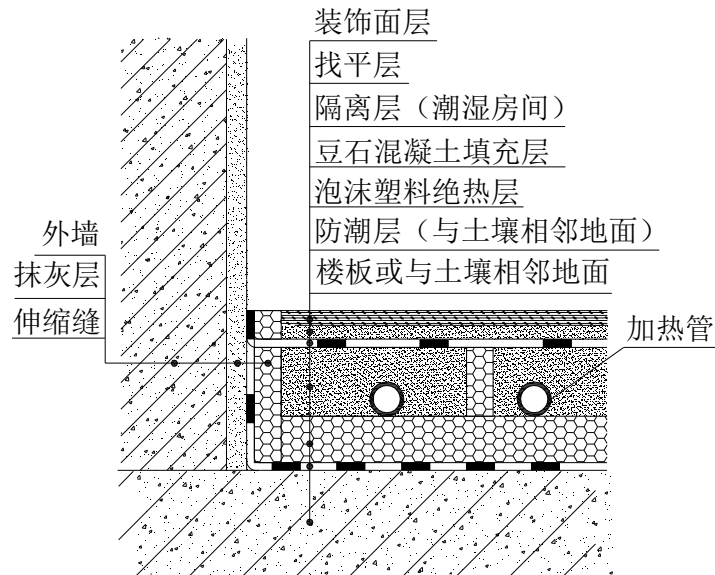 装饰面层
找平层
隔离层（潮湿房间）
豆石混凝土填充层
泡沫塑料绝热层
防潮层（与土壤相邻地面）
楼板或与土壤相邻地面
外墙
抹灰层
伸缩缝
加热管